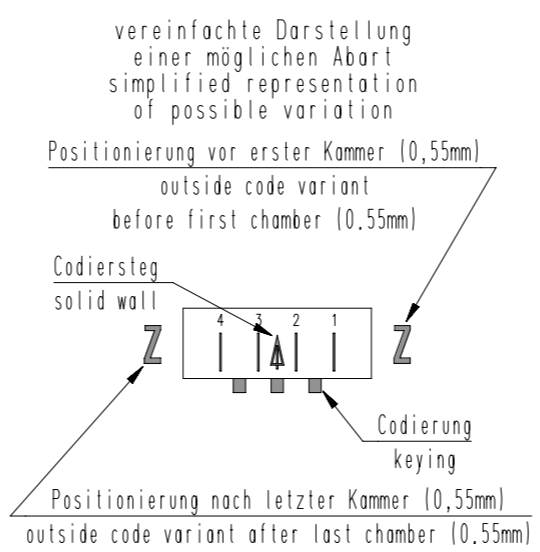 vereinfachte Darstellung
einer möglichen Abart
simplified representation
of possible variation
Positionierung vor erster Kammer (0,55mm)
outside code variant
before first chamber (0,55mm)
Codiersteg
solid wall
4 3 2 1
Z A Z
Codierung
keying
Positionierung nach letzter Kammer (0,55mm)
outside code variant after last chamber (0,55mm)